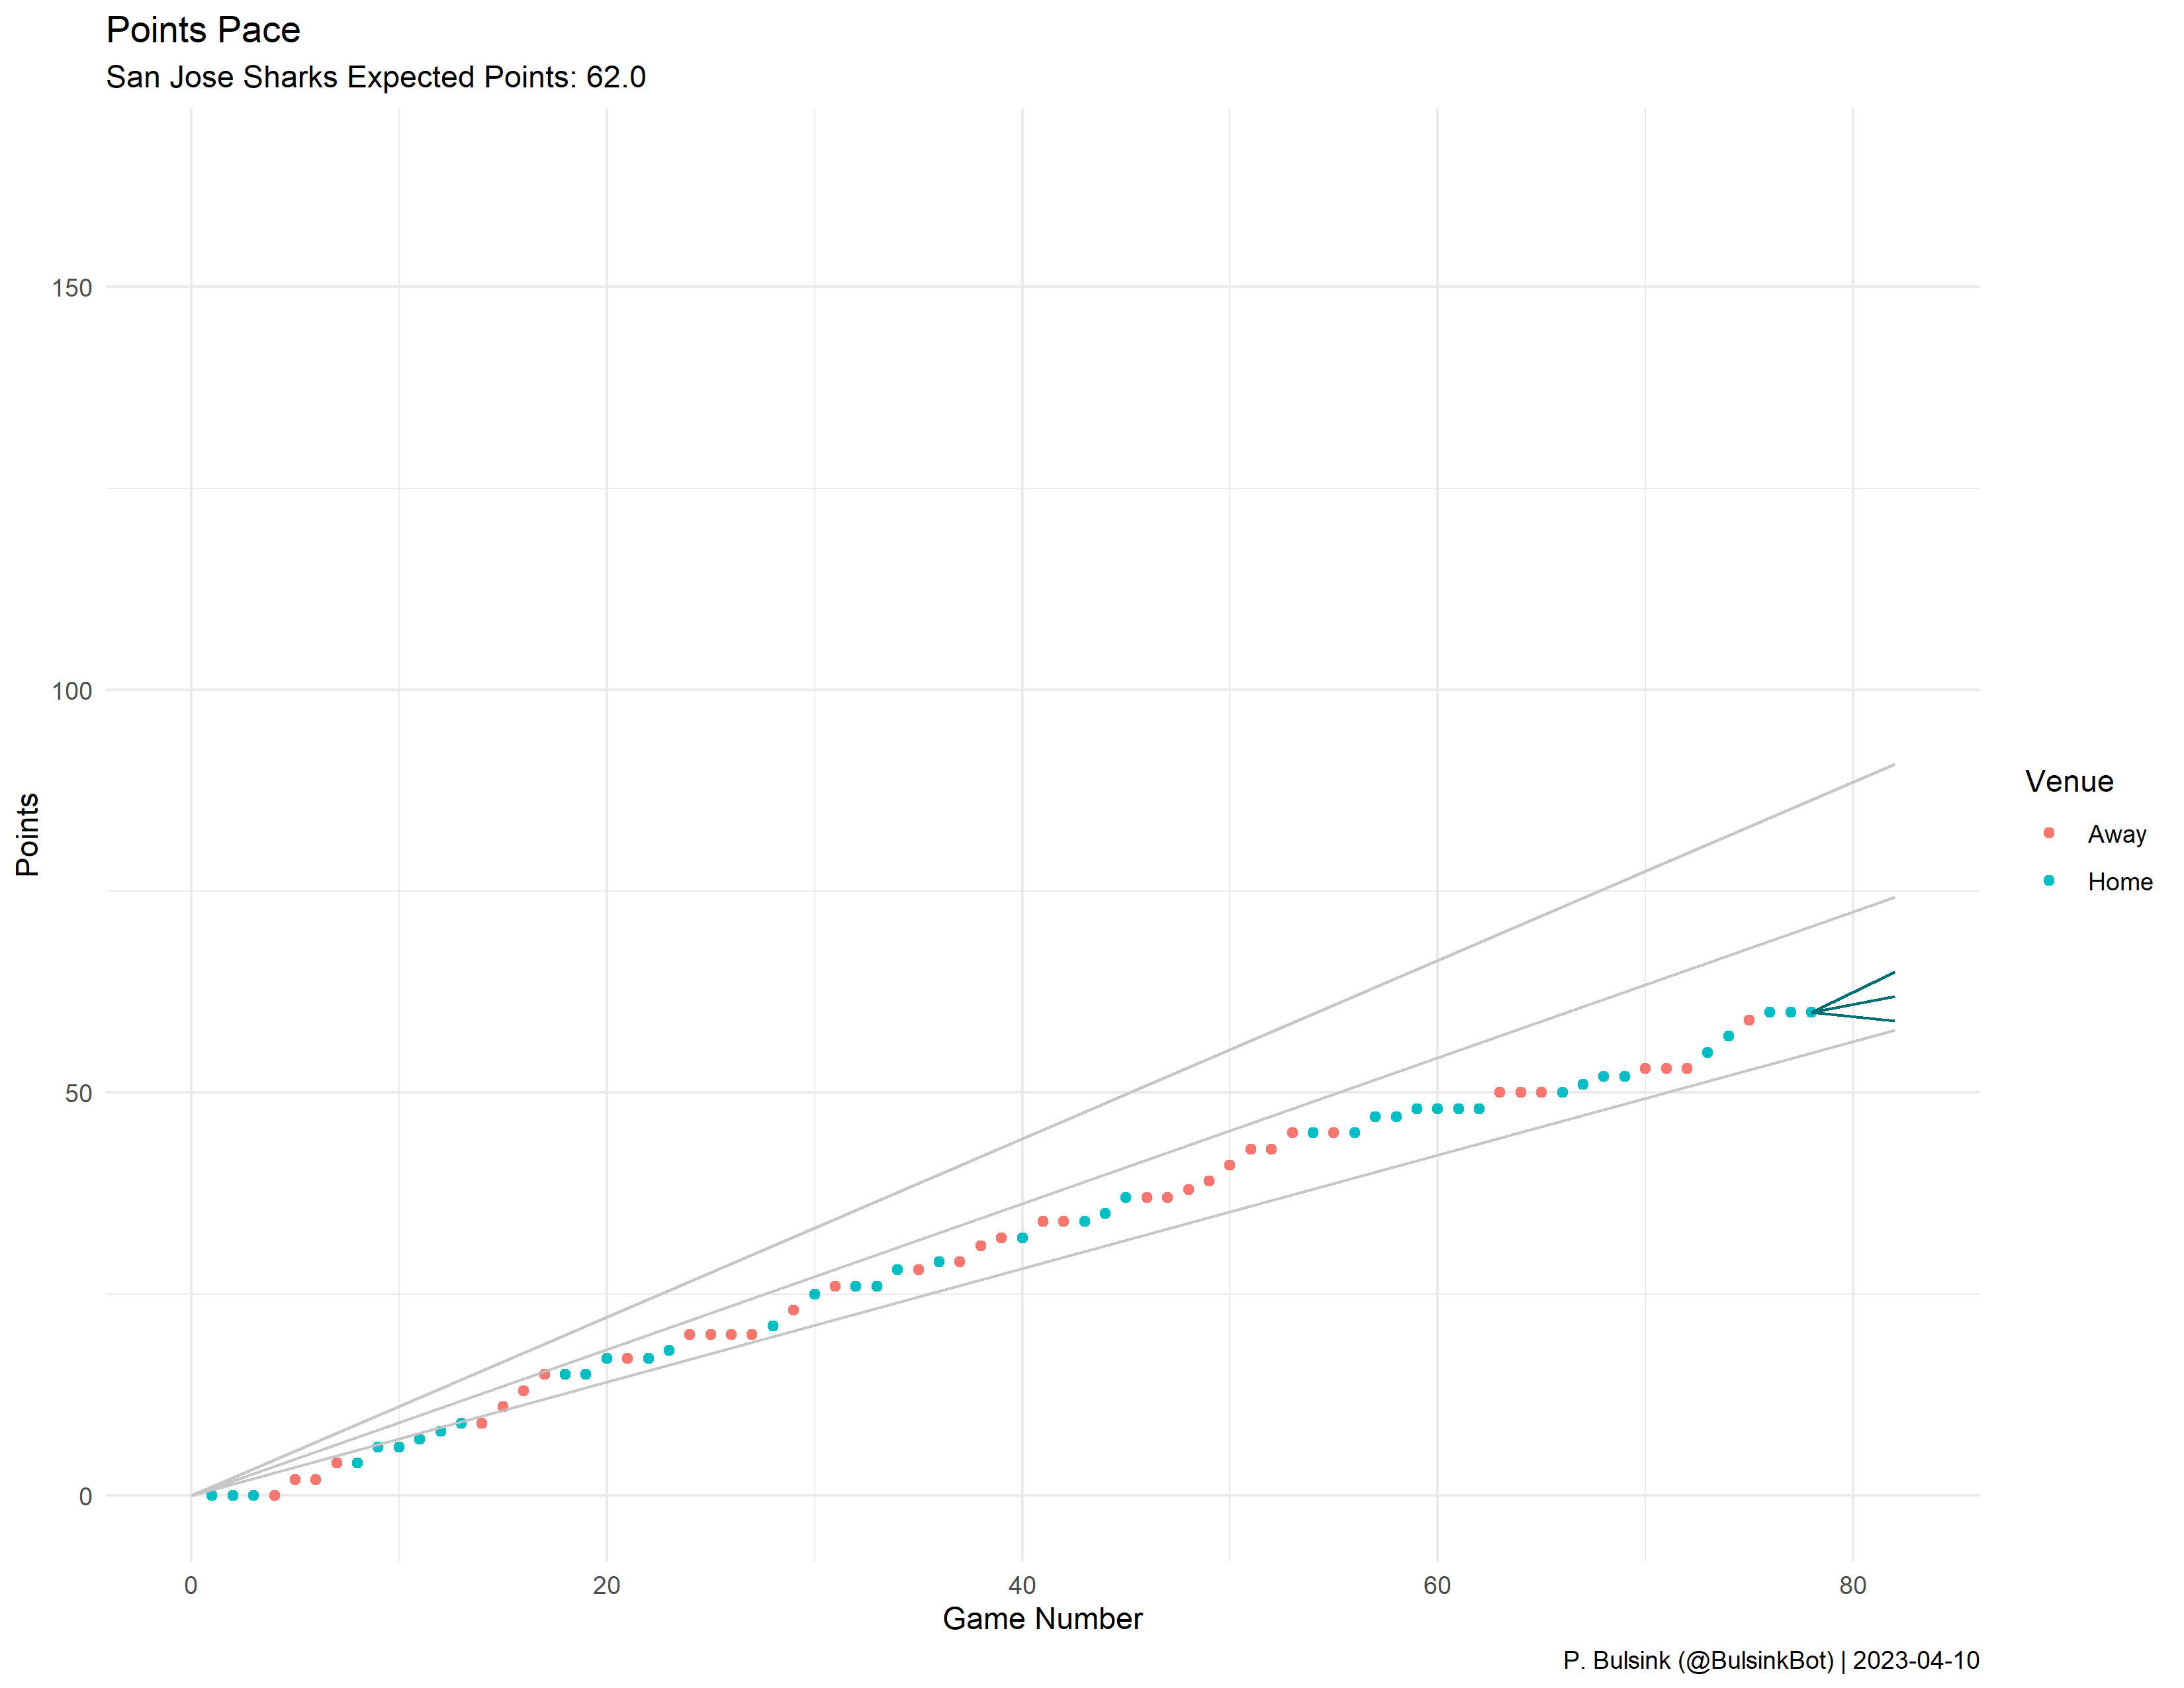 Points Pace
San Jose Sharks Expected Points: 62.0
150
100
50
0
Points
0 20 40 60 80
Game Number
Venue
Away
Home
P. Bulsink (@BulsinkBot) | 2023-04-10